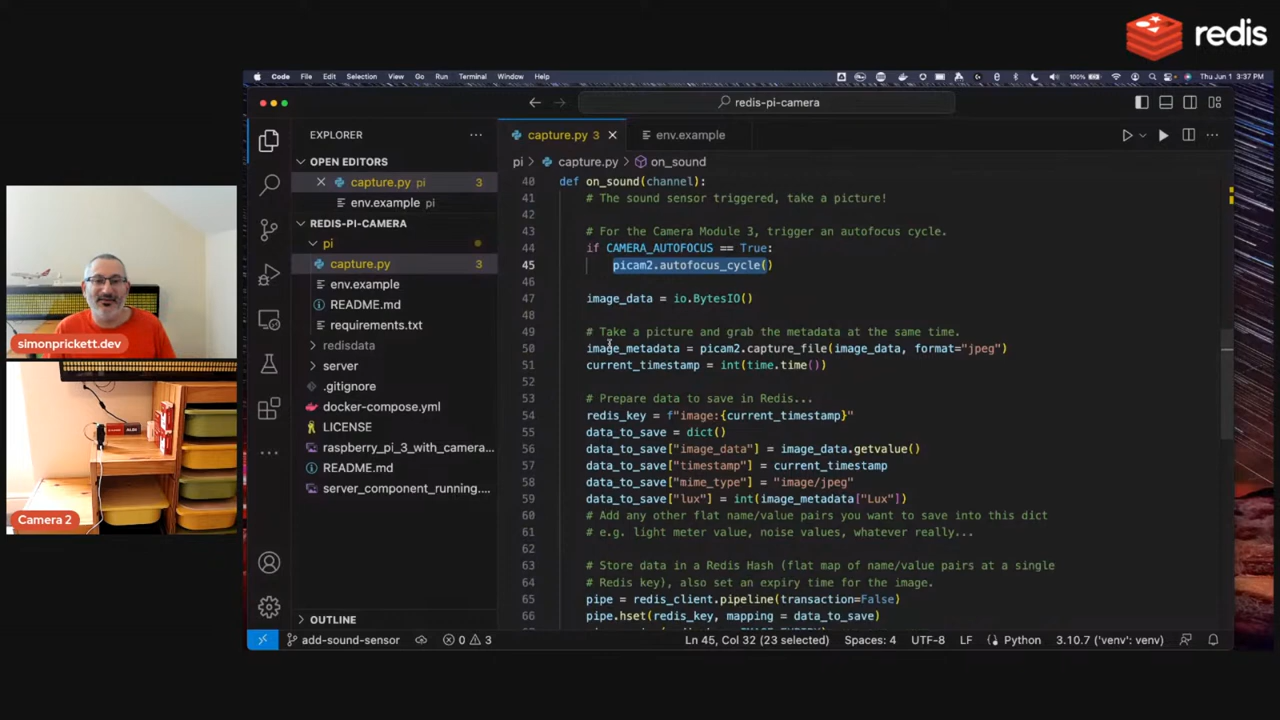 redis
Code File Edit Selection View Go Run Terminal Window Help
100% Thu Jun 1 3:37 PM
redis-pi-camera
EXPLORER
OPEN EDITORS
capture.py pi 3
env.example pi
REDIS-PI-CAMERA
pi
capture.py 3
env.example
README.md
requirements.txt
redisdata
server
.gitignore
docker-compose.yml
LICENSE
raspberry_pi_3_with_camera...
README.md
server_component_running....
OUTLINE
capture.py 3
env.example
pi > capture.py > on_sound
40 def on_sound(channel):
41 # The sound sensor triggered, take a picture!
42
43 # For the Camera Module 3, trigger an autofocus cycle.
44 if CAMERA_AUTOFOCUS == True:
45 picam2.autofocus_cycle()
46
47 image_data = io.BytesIO()
48
49 # Take a picture and grab the metadata at the same time.
50 image_metadata = picam2.capture_file(image_data, format="jpeg")
51 current_timestamp = int(time.time())
52
53 # Prepare data to save in Redis...
54 redis_key = f"image:{current_timestamp}"
55 data_to_save = dict()
56 data_to_save["image_data"] = image_data.getvalue()
57 data_to_save["timestamp"] = current_timestamp
58 data_to_save["mime_type"] = "image/jpeg"
59 data_to_save["lux"] = int(image_metadata["Lux"])
60 # Add any other flat name/value pairs you want to save into this dict
61 # e.g. light meter value, noise values, whatever really...
62
63 # Store data in a Redis Hash (flat map of name/value pairs at a single
64 # Redis key), also set an expiry time for the image.
65 pipe = redis_client.pipeline(transaction=False)
66 pipe.hset(redis_key, mapping = data_to_save)
simonprickett.dev
Camera 2
add-sound-sensor 0 3
Ln 45, Col 32 (23 selected) Spaces: 4 UTF-8 LF Python 3.10.7 ('venv': venv)